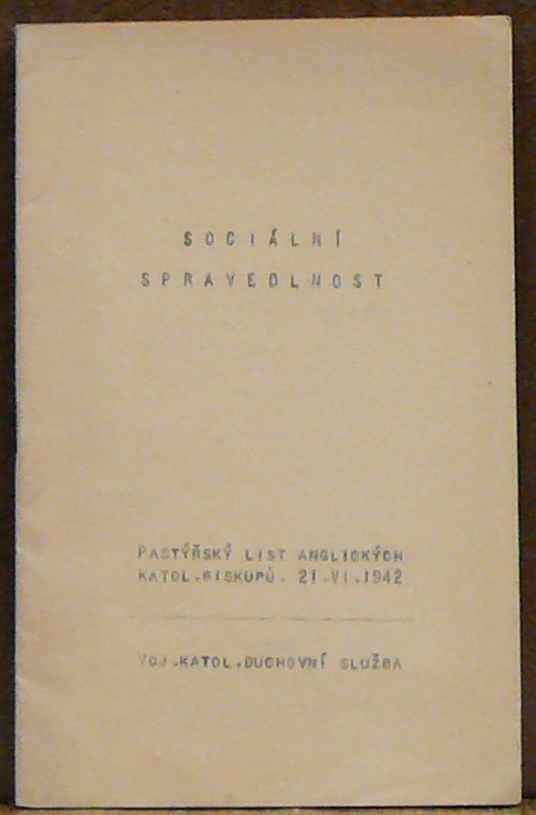 SOCIÁLNÍ
SPRAVEDLNOST
PASTÝŘSKÝ LIST ANGLICKÝCH
KATOL.BISKUPŮ. 21.VI.1942
VOJ.KATOL.DUCHOVNÍ SLUŽBA